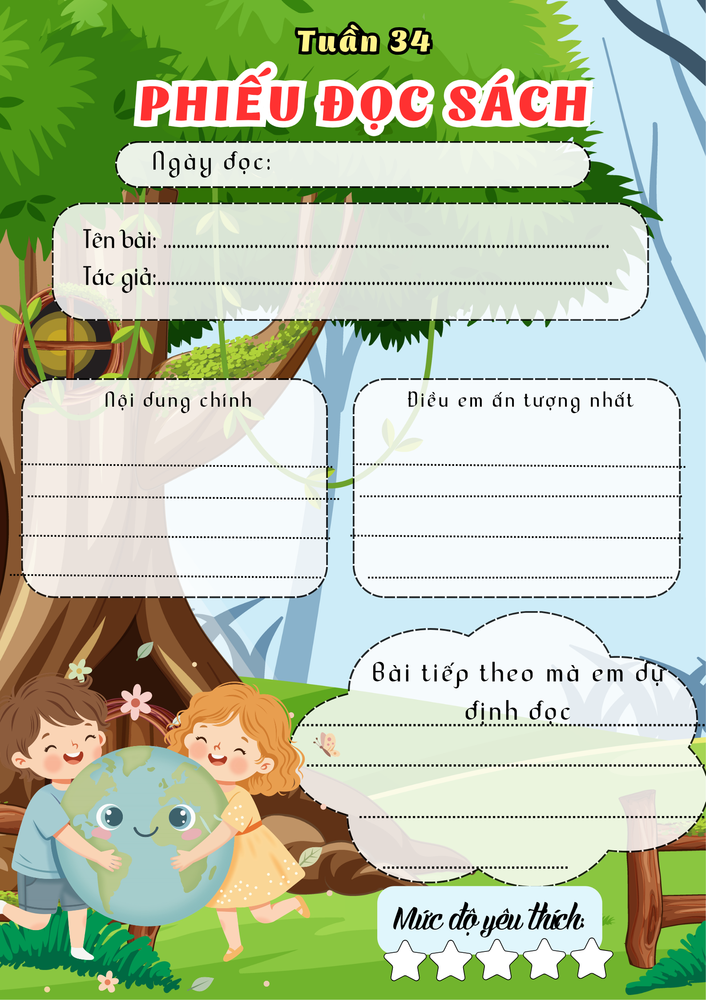 Tuần 34
PHIẾU ĐỌC SÁCH
Ngày đọc:
Tên bài: ................................................................
Tác giả:................................................................
Nội dung chính
Điều em ấn tượng nhất
Bài tiếp theo mà em dự
định đọc
Mức độ yêu thích: